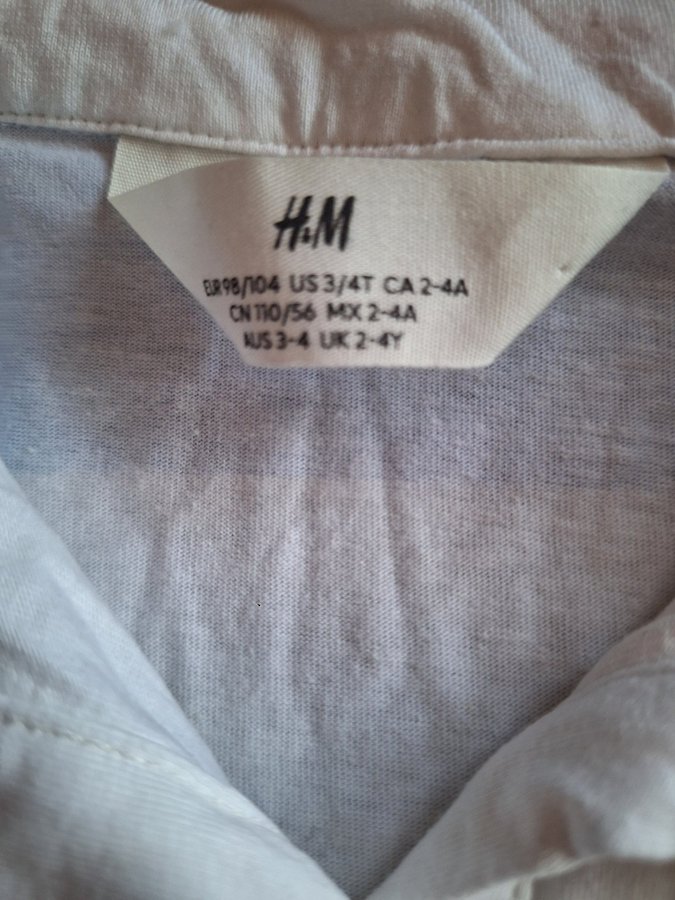 H&M
EUR 98/104 US 3/4T CA 2-4A
CN 110/56 MX 2-4A
AUS 3-4 UK 2-4Y